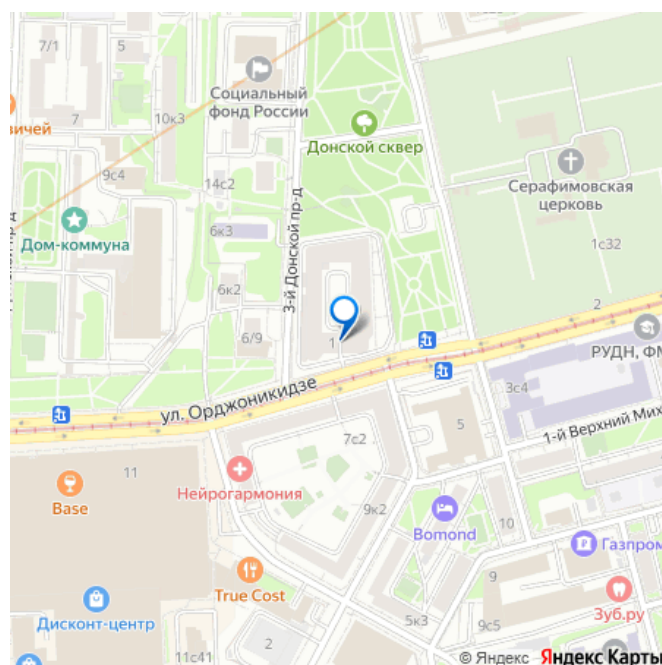 7/1
5
Социальный
фонд России
вичей
7
10к3
Донской сквер
9с4
14с2
Серафимовская
церковь
Дом-коммуна
6к3
1с32
3-й Донской пр-д
6к2
2
6/9
1
РУДН, ФМ
ул. Орджоникидзе
3с4
1-й Верхний Мих
7с2
5
11
Нейрогармония
Base
9к2
Bomond
10
Газпром
True Cost
9
Дисконт-центр
5к3
Зуб.ру
2
9с5
11с41
© Яндекс Яндекс Карты